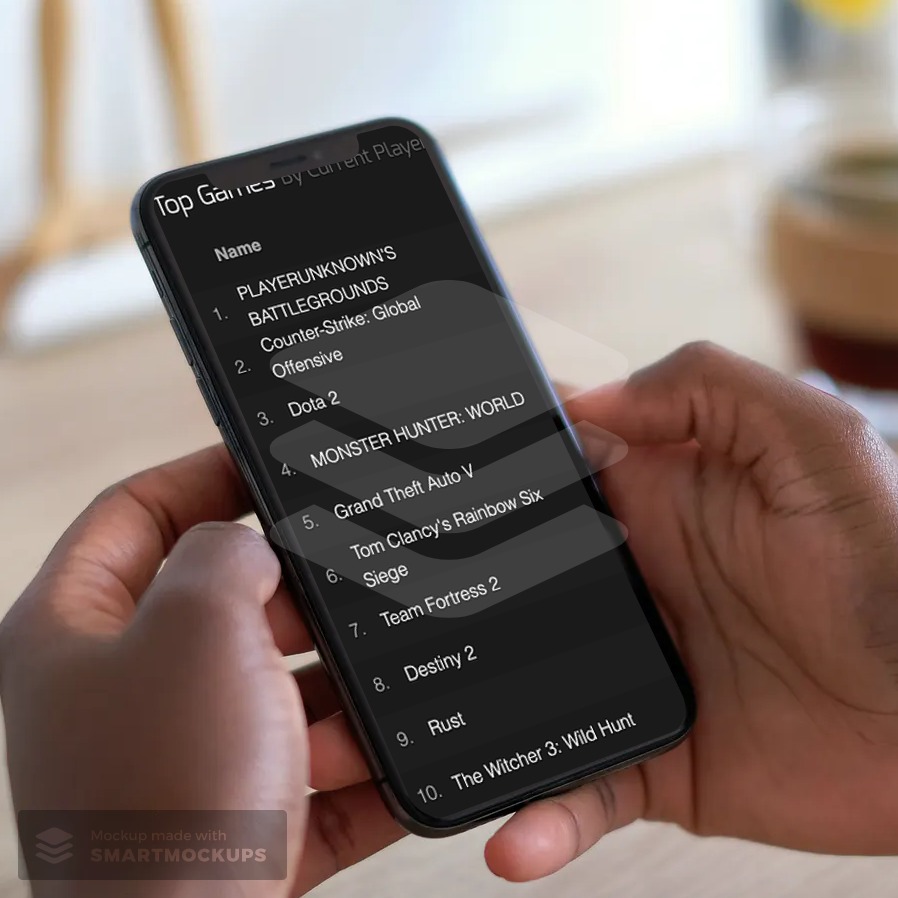 Top Games By Current Player
Name
1. PLAYERUNKNOWN'S
BATTLEGROUNDS
2. Counter-Strike: Global
Offensive
3. Dota 2
4. MONSTER HUNTER: WORLD
5. Grand Theft Auto V
6. Tom Clancy's Rainbow Six
Siege
7. Team Fortress 2
8. Destiny 2
9. Rust
10. The Witcher 3: Wild Hunt
Mockup made with
SMARTMOCKUPS